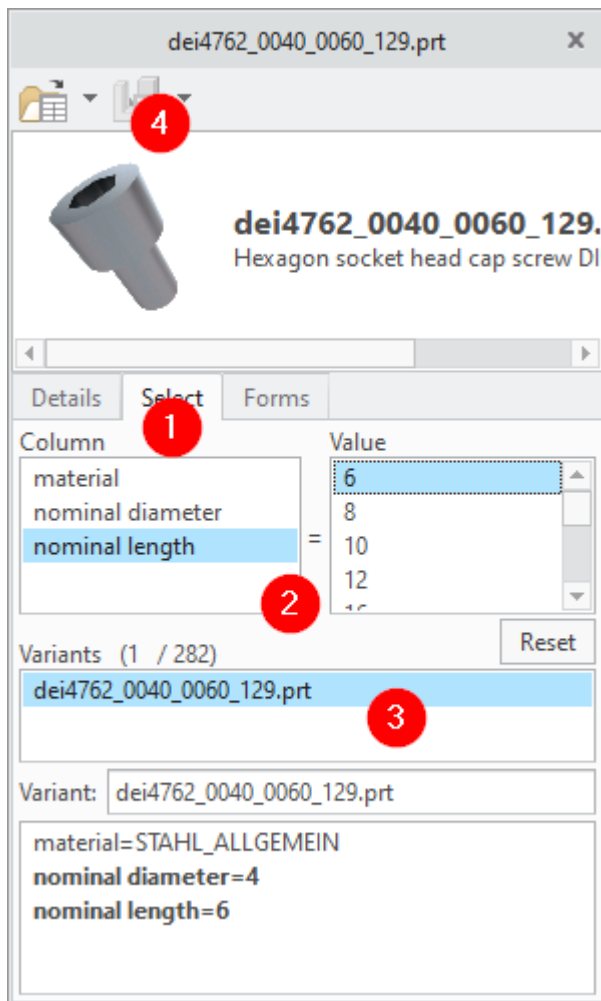 dei4762_0040_0060_129.prt
4
dei4762_0040_0060_129.
Hexagon socket head cap screw DI
Details Select Forms
1
Column Value
material 6
nominal diameter 8
nominal length = 10
12
2
Reset
Variants (1 / 282)
dei4762_0040_0060_129.prt
3
Variant: dei4762_0040_0060_129.prt
material=STAHL_ALLGEMEIN
nominal diameter=4
nominal length=6